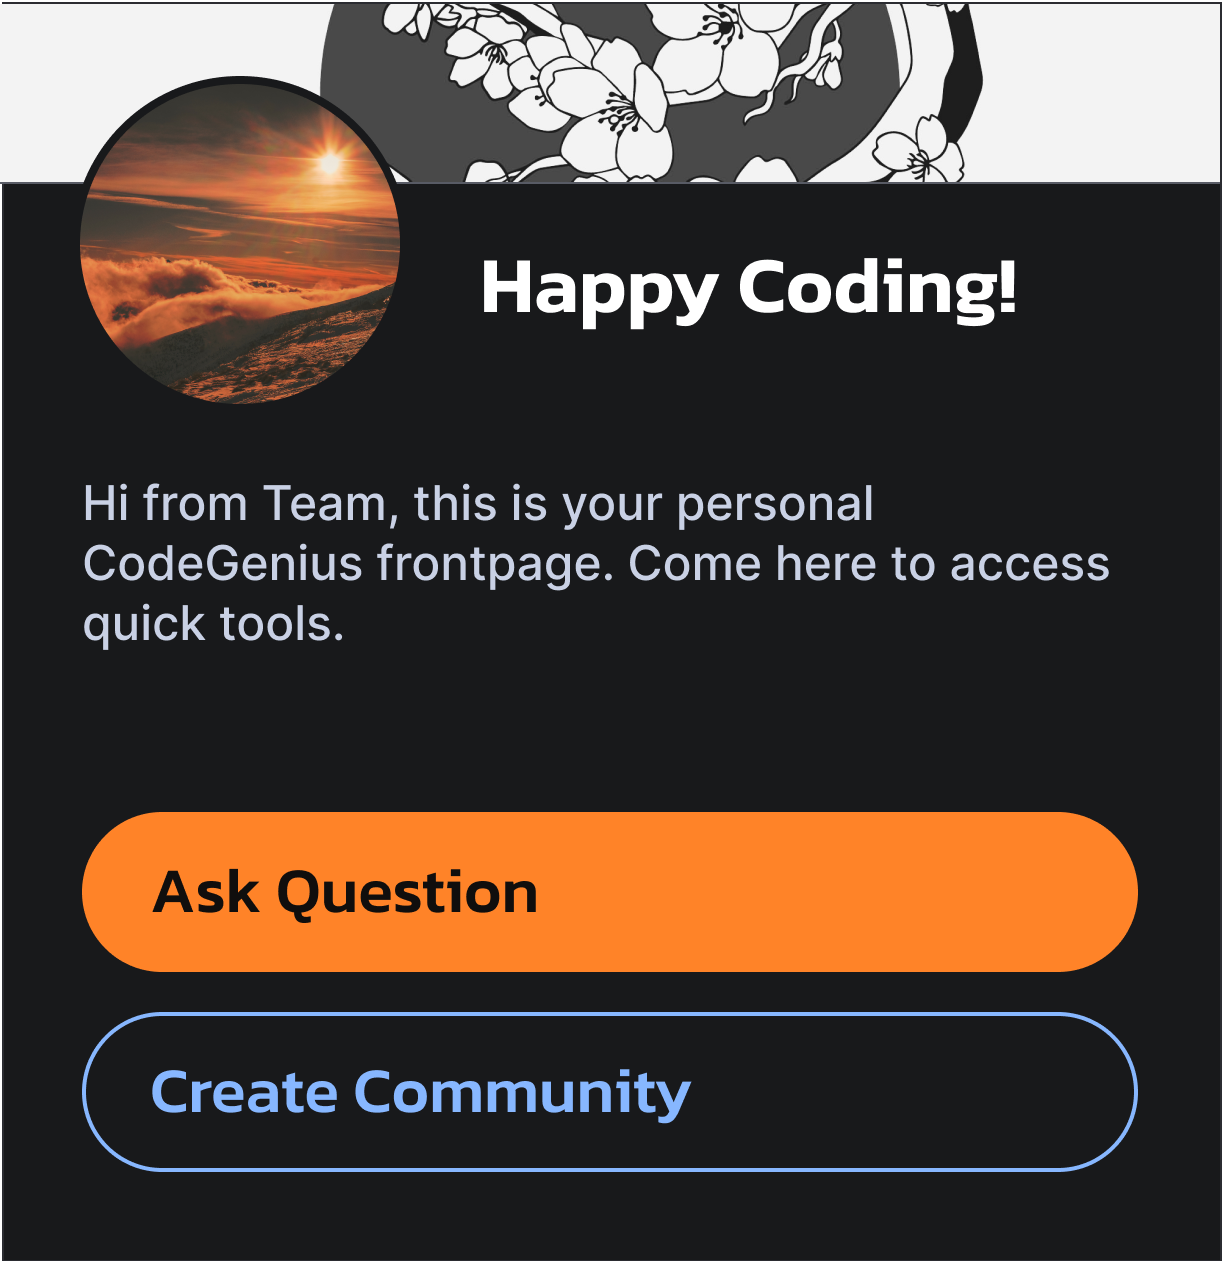 Happy Coding!
Hi from Team, this is your personal
CodeGenius frontpage. Come here to access
quick tools.
Ask Question
Create Community